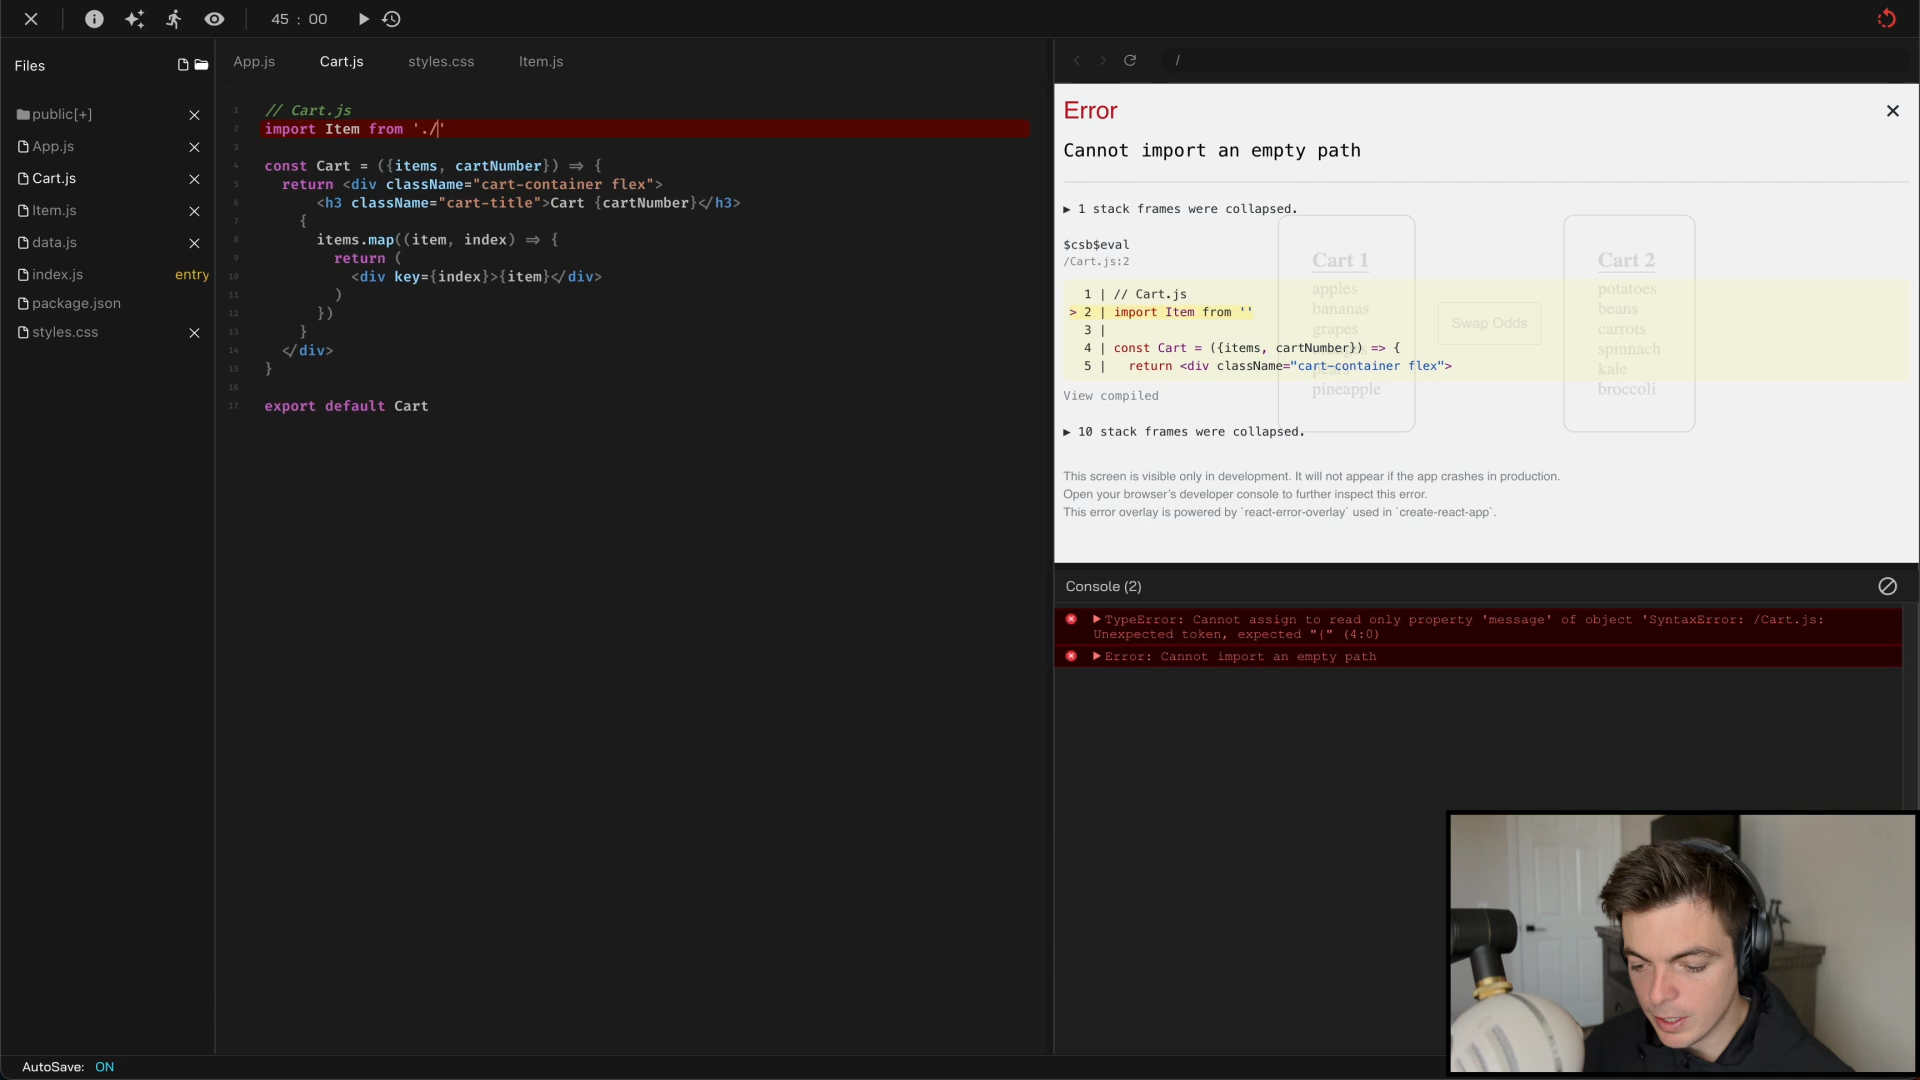 45 : 00
Files
public[+]
App.js
Cart.js
Item.js
data.js
index.js entry
package.json
styles.css
App.js Cart.js styles.css Item.js
1 // Cart.js
2 import Item from './'
3
4 const Cart = ({items, cartNumber}) => {
5 return <div className="cart-container flex">
6 <h3 className="cart-title">Cart {cartNumber}</h3>
7 {
8 items.map((item, index) => {
9 return (
10 <div key={index}>{item}</div>
11 )
12 })
13 }
14 </div>
15 }
16
17 export default Cart
/
Error
Cannot import an empty path
▶ 1 stack frames were collapsed.
$csb$eval
/Cart.js:2
1 | // Cart.js
> 2 | import Item from ''
3 |
4 | const Cart = ({items, cartNumber}) => {
5 | return <div className="cart-container flex">
View compiled
▶ 10 stack frames were collapsed.
This screen is visible only in development. It will not appear if the app crashes in production.
Open your browser's developer console to further inspect this error.
This error overlay is powered by `react-error-overlay` used in `create-react-app`.
Cart 1
apples
bananas
grapes
pineapple
Swap Odds
Cart 2
potatoes
beans
carrots
spinnach
kale
broccoli
Console (2)
▶ TypeError: Cannot assign to read only property 'message' of object 'SyntaxError: /Cart.js:
Unexpected token, expected "{" (4:0)
▶ Error: Cannot import an empty path
AutoSave: ON